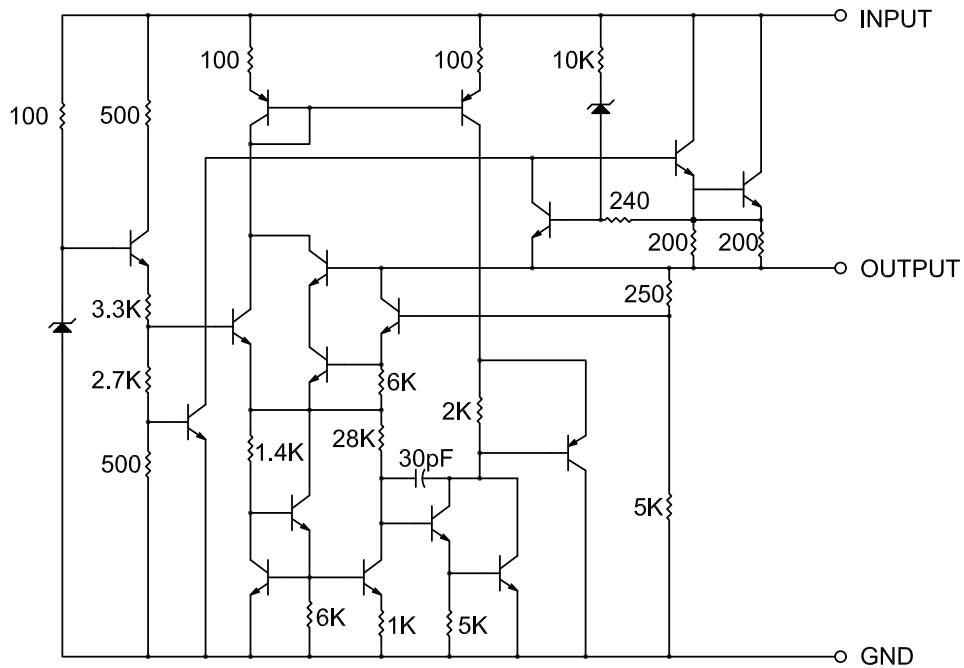 INPUT
100
100
10K
100
500
240
200
200
OUTPUT
250
3.3K
2.7K
6K
2K
28K
1.4K
30pF
500
5K
6K
1K
5K
GND